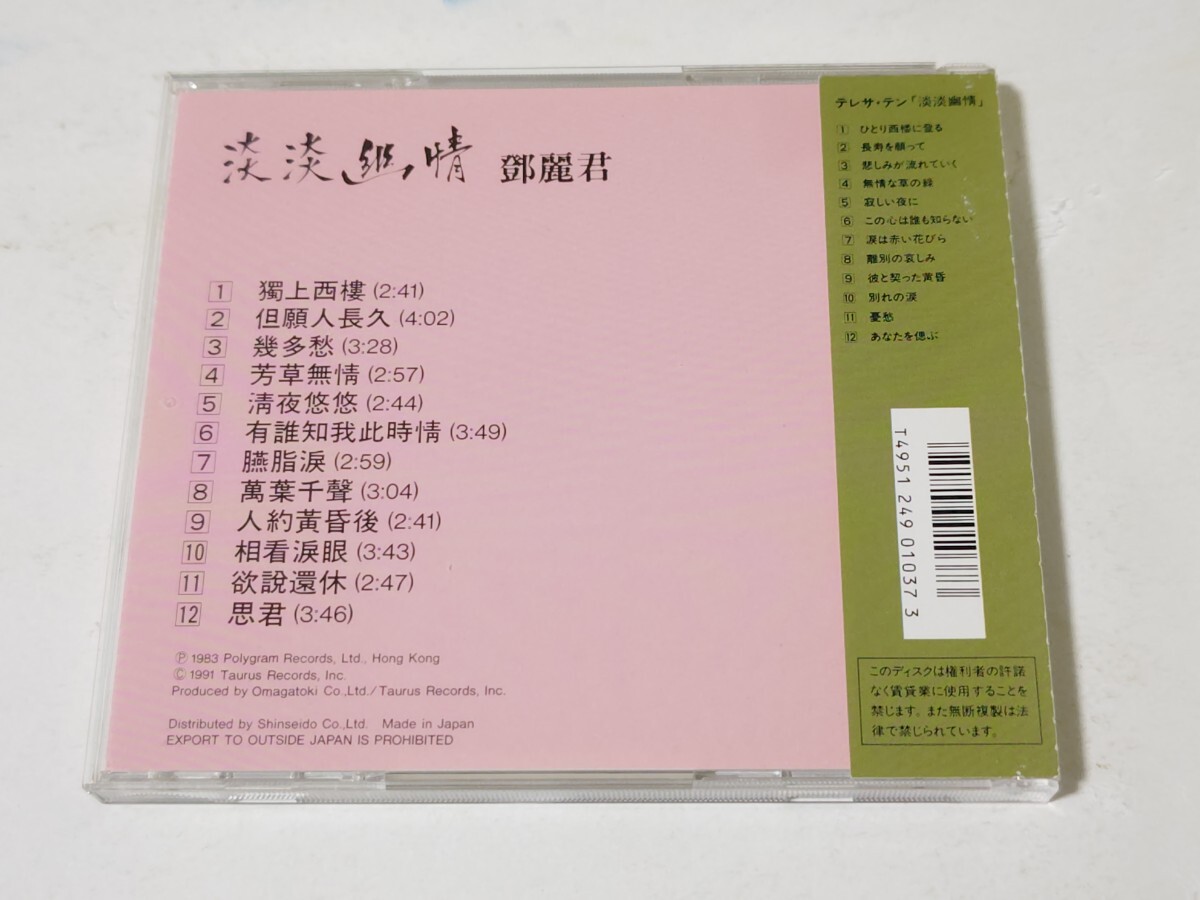 淡淡幽情 鄧麗君
1 獨上西樓 (2:41)
2 但願人長久 (4:02)
3 幾多愁 (3:28)
4 芳草無情 (2:57)
5 清夜悠悠 (2:44)
6 有誰知我此時情 (3:49)
7 臙脂淚 (2:59)
8 萬葉千聲 (3:04)
9 人約黃昏後 (2:41)
10 相看淚眼 (3:43)
11 欲說還休 (2:47)
12 思君 (3:46)
Ⓟ 1983 Polygram Records, Ltd., Hong Kong
Ⓒ 1991 Taurus Records, Inc.
Produced by Omagatoki Co.,Ltd./Taurus Records, Inc.
Distributed by Shinseido Co.,Ltd. Made in Japan
EXPORT TO OUTSIDE JAPAN IS PROHIBITED
テレサ・テン「淡淡幽情」
1 ひとり西楼に登る
2 長寿を願って
3 悲しみが流れていく
4 無情な草の緑
5 寂しい夜に
6 この心は誰も知らない
7 涙は赤い花びら
8 離別の哀しみ
9 彼と契った黄昏
10 別れの涙
11 憂愁
12 あなたを偲ぶ
T4951 249 01037 3
このディスクは権利者の許諾
なく賃貸業に使用することを
禁じます。また無断複製は法
律で禁じられています。